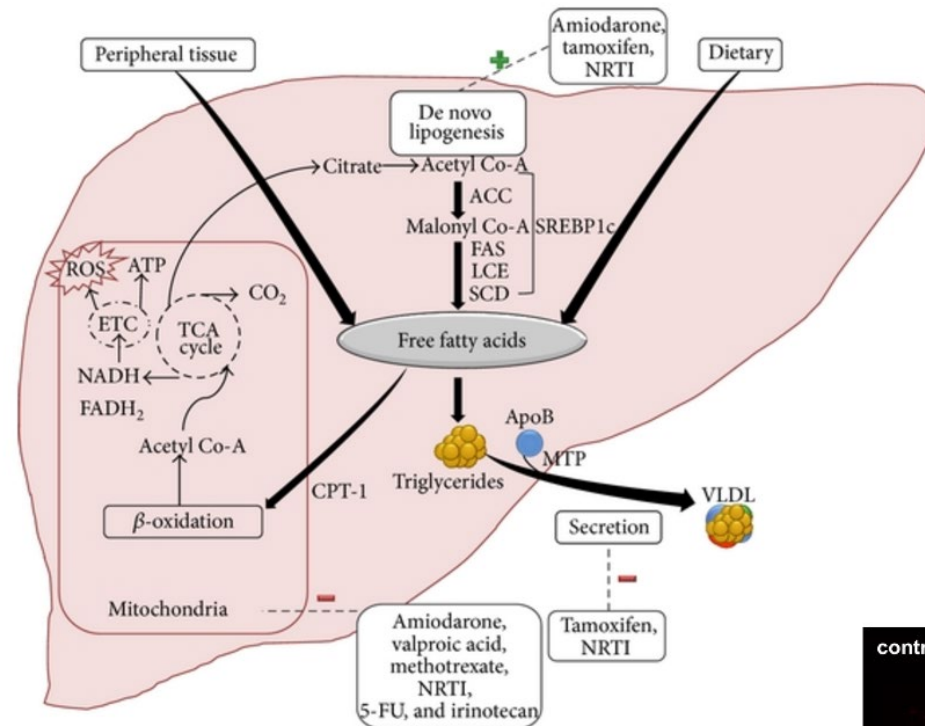 Peripheral tissue
Amiodarone,
tamoxifen,
NRTI
Dietary
De novo
lipogenesis
Citrate
Acetyl Co-A
ACC
Malonyl Co-A
SREBP1c
FAS
LCE
SCD
ROS
ATP
CO₂
ETC
TCA
cycle
NADH
FADH₂
Acetyl Co-A
β-oxidation
Mitochondria
Free fatty acids
CPT-1
Triglycerides
ApoB
MTP
VLDL
Secretion
Tamoxifen,
NRTI
Amiodarone,
valproic acid,
methotrexate,
NRTI,
5-FU, and irinotecan